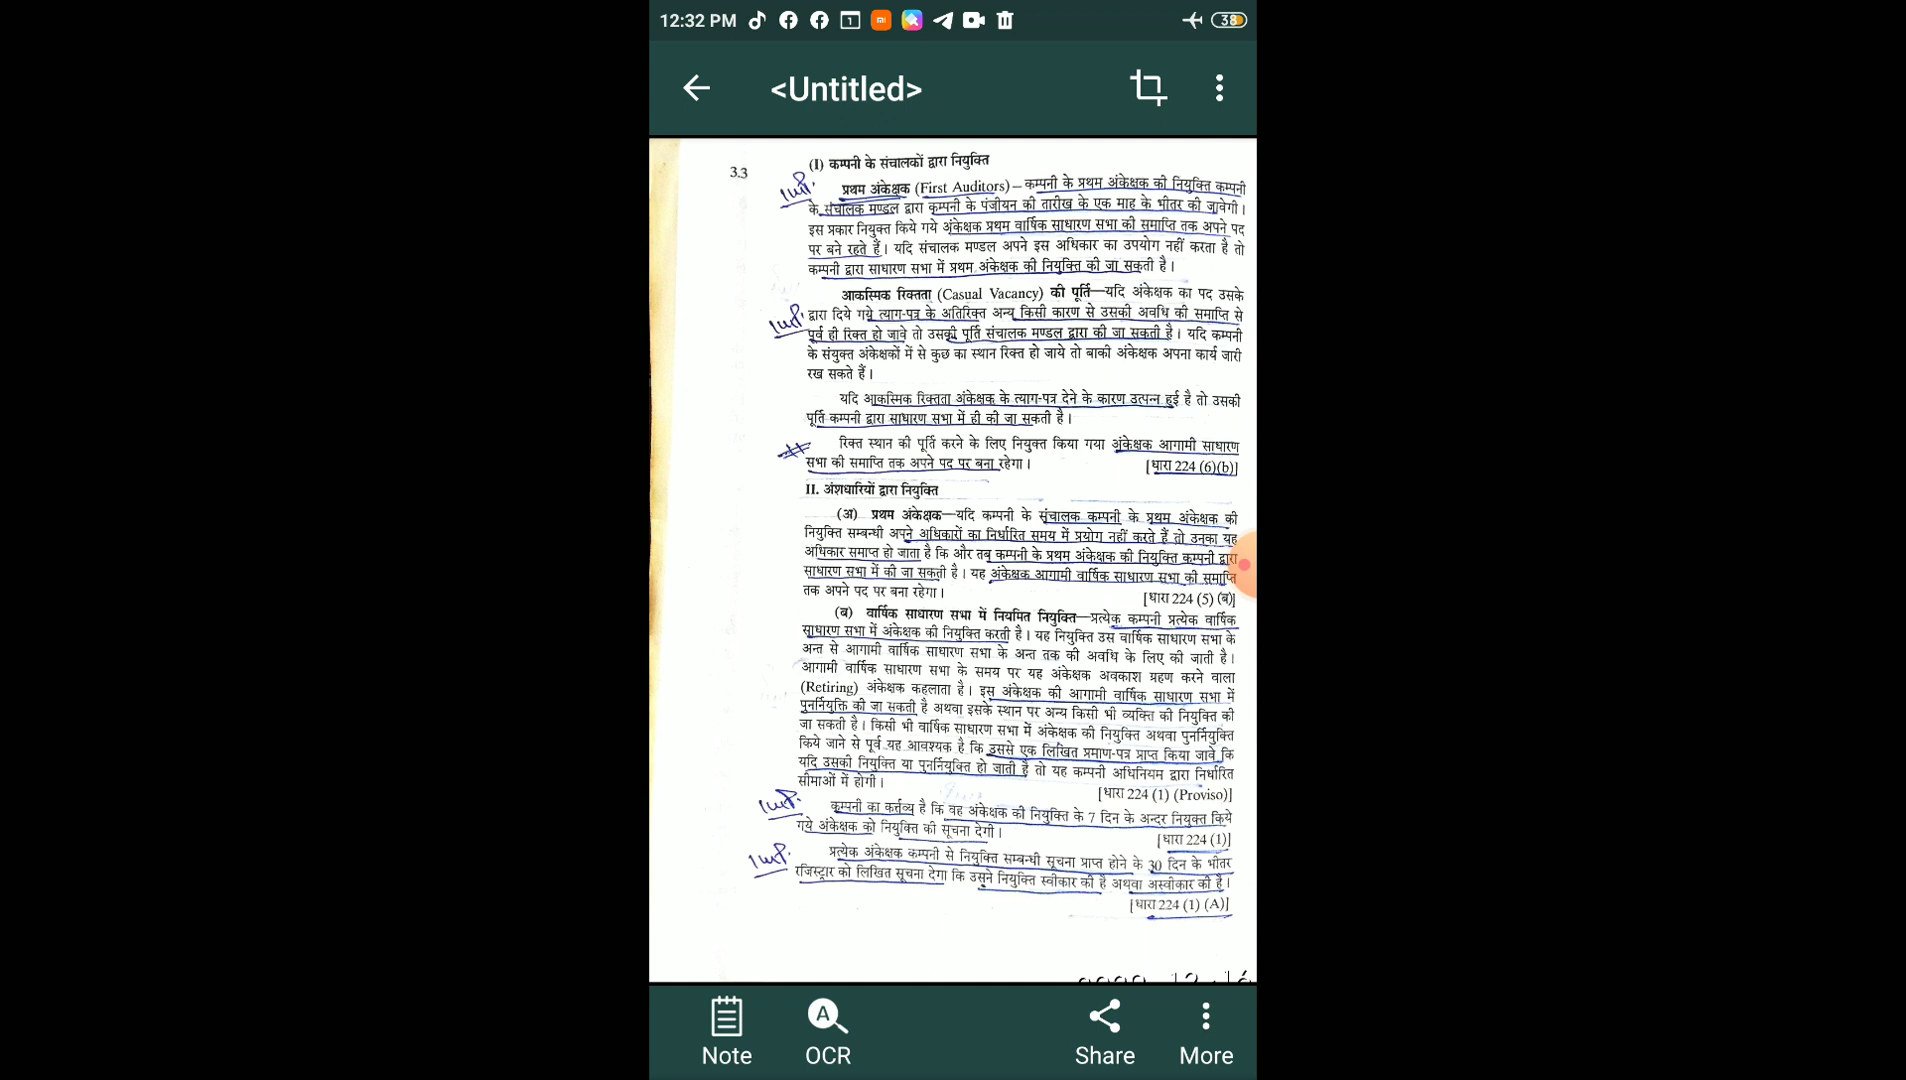 12:32 PM
38
<Untitled>
3.3
(I) कम्पनी के संचालकों द्वारा नियुक्ति
Imp.
प्रथम अंकेक्षक (First Auditors) – कम्पनी के प्रथम अंकेक्षक की नियुक्ति कम्पनी
के संचालक मण्डल द्वारा कम्पनी के पंजीयन की तारीख के एक माह के भीतर की जावेगी।
इस प्रकार नियुक्त किये गये अंकेक्षक प्रथम वार्षिक साधारण सभा की समाप्ति तक अपने पद
पर बने रहते हैं। यदि संचालक मण्डल अपने इस अधिकार का उपयोग नहीं करता है तो
कम्पनी द्वारा साधारण सभा में प्रथम अंकेक्षक की नियुक्ति की जा सकती है।
आकस्मिक रिक्तता (Casual Vacancy) की पूर्ति—यदि अंकेक्षक का पद उसके
Imp.
द्वारा दिये गये त्याग-पत्र के अतिरिक्त अन्य किसी कारण से उसकी अवधि की समाप्ति से
पूर्व ही रिक्त हो जावे तो उसकी पूर्ति संचालक मण्डल द्वारा की जा सकती है। यदि कम्पनी
के संयुक्त अंकेक्षकों में से कुछ का स्थान रिक्त हो जाये तो बाकी अंकेक्षक अपना कार्य जारी
रख सकते हैं।
यदि आकस्मिक रिक्तता अंकेक्षक के त्याग-पत्र देने के कारण उत्पन्न हुई है तो उसकी
पूर्ति कम्पनी द्वारा साधारण सभा में ही की जा सकती है।
रिक्त स्थान की पूर्ति करने के लिए नियुक्त किया गया अंकेक्षक आगामी साधारण
सभा की समाप्ति तक अपने पद पर बना रहेगा। [धारा 224 (6)(b)]
II. अंशधारियों द्वारा नियुक्ति
(अ) प्रथम अंकेक्षक—यदि कम्पनी के संचालक कम्पनी के प्रथम अंकेक्षक की
नियुक्ति सम्बन्धी अपने अधिकारों का निर्धारित समय में प्रयोग नहीं करते हैं तो उनका यह
अधिकार समाप्त हो जाता है कि और तब कम्पनी के प्रथम अंकेक्षक की नियुक्ति कम्पनी द्वारा
साधारण सभा में की जा सकती है। यह अंकेक्षक आगामी वार्षिक साधारण सभा की समाप्ति
तक अपने पद पर बना रहेगा। [धारा 224 (5) (ब)]
(ब) वार्षिक साधारण सभा में नियमित नियुक्ति—प्रत्येक कम्पनी प्रत्येक वार्षिक
साधारण सभा में अंकेक्षक की नियुक्ति करती है। यह नियुक्ति उस वार्षिक साधारण सभा के
अन्त से आगामी वार्षिक साधारण सभा के अन्त तक की अवधि के लिए की जाती है।
आगामी वार्षिक साधारण सभा के समय पर यह अंकेक्षक अवकाश ग्रहण करने वाला
(Retiring) अंकेक्षक कहलाता है। इस अंकेक्षक की आगामी वार्षिक साधारण सभा में
पुनर्नियुक्ति की जा सकती है अथवा इसके स्थान पर अन्य किसी भी व्यक्ति की नियुक्ति की
जा सकती है। किसी भी वार्षिक साधारण सभा में अंकेक्षक की नियुक्ति अथवा पुनर्नियुक्ति
किये जाने से पूर्व यह आवश्यक है कि उससे एक लिखित प्रमाण-पत्र प्राप्त किया जावे कि
यदि उसकी नियुक्ति या पुनर्नियुक्ति हो जाती है तो यह कम्पनी अधिनियम द्वारा निर्धारित
सीमाओं में होगी। [धारा 224 (1) (Proviso)]
Imp.
कम्पनी का कर्त्तव्य है कि वह अंकेक्षक की नियुक्ति के 7 दिन के अन्दर नियुक्त किये
गये अंकेक्षक को नियुक्ति की सूचना देगी। [धारा 224 (1)]
Imp.
प्रत्येक अंकेक्षक कम्पनी से नियुक्ति सम्बन्धी सूचना प्राप्त होने के 30 दिन के भीतर
रजिस्ट्रार को लिखित सूचना देगा कि उसने नियुक्ति स्वीकार की है अथवा अस्वीकार की है।
[धारा 224 (1) (A)]
Note
OCR
Share
More